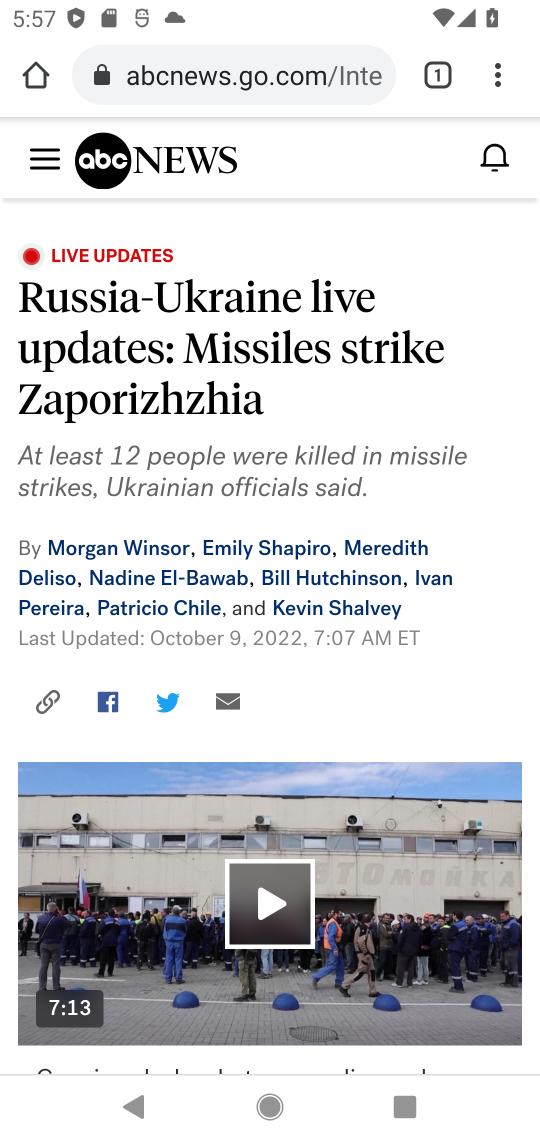 5:57
abcnews.go.com/Inte
1
abc NEWS
LIVE UPDATES
Russia-Ukraine live
updates: Missiles strike
Zaporizhzhia
At least 12 people were killed in missile
strikes, Ukrainian officials said.
By Morgan Winsor, Emily Shapiro, Meredith
Deliso, Nadine El-Bawab, Bill Hutchinson, Ivan
Pereira, Patricio Chile, and Kevin Shalvey
Last Updated: October 9, 2022, 7:07 AM ET
МОЙКА
7:13